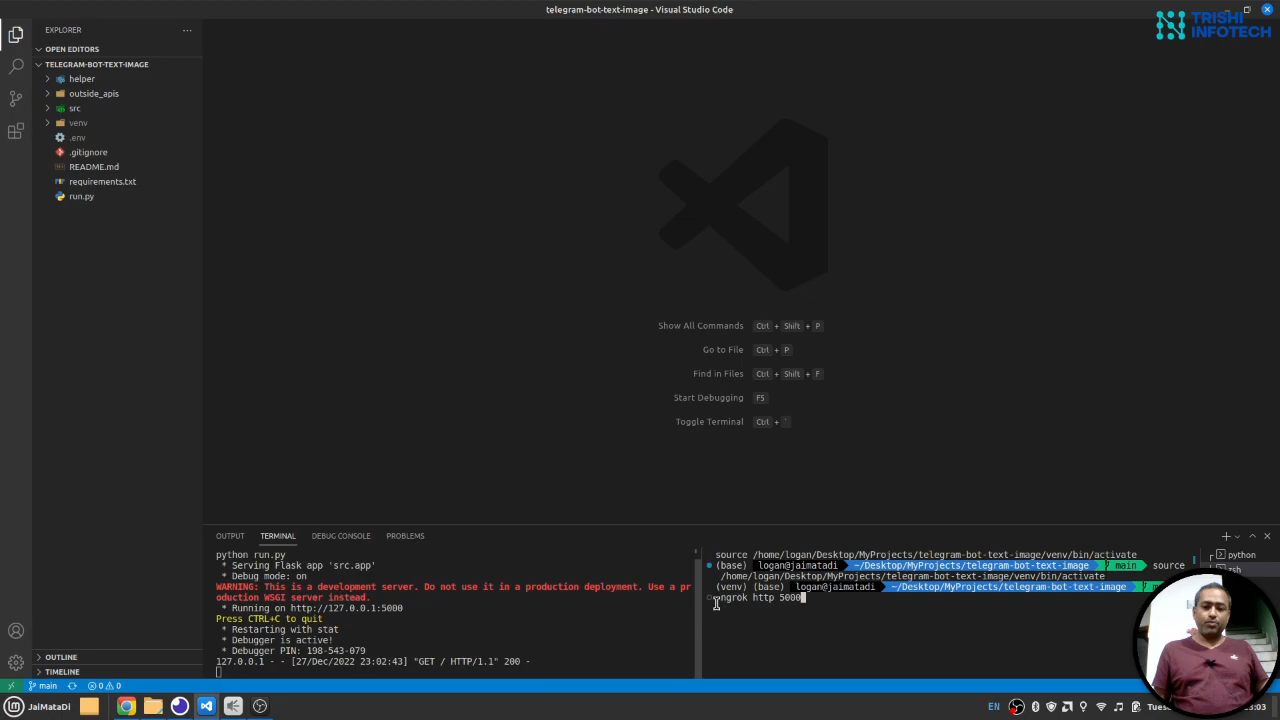 telegram-bot-text-image - Visual Studio Code
TRISHI
INFOTECH
EXPLORER
OPEN EDITORS
TELEGRAM-BOT-TEXT-IMAGE
helper
outside_apis
src
venv
.env
.gitignore
README.md
requirements.txt
run.py
Show All Commands Ctrl + Shift + P
Go to File Ctrl + P
Find in Files Ctrl + Shift + F
Start Debugging F5
Toggle Terminal Ctrl + `
OUTPUT TERMINAL DEBUG CONSOLE PROBLEMS
python run.py
* Serving Flask app 'src.app'
* Debug mode: on
WARNING: This is a development server. Do not use it in a production deployment. Use a pr
oduction WSGI server instead.
* Running on http://127.0.0.1:5000
Press CTRL+C to quit
* Restarting with stat
* Debugger is active!
* Debugger PIN: 198-543-079
127.0.0.1 - - [27/Dec/2022 23:02:43] "GET / HTTP/1.1" 200 -
source /home/logan/Desktop/MyProjects/telegram-bot-text-image/venv/bin/activate
(base) logan@jaimatadi ~/Desktop/MyProjects/telegram-bot-text-image main source
/home/logan/Desktop/MyProjects/telegram-bot-text-image/venv/bin/activate
(venv) (base) logan@jaimatadi ~/Desktop/MyProjects/telegram-bot-text-image
ngrok http 5000
python
zsh
OUTLINE
TIMELINE
main 0 0
JaiMataDi
EN